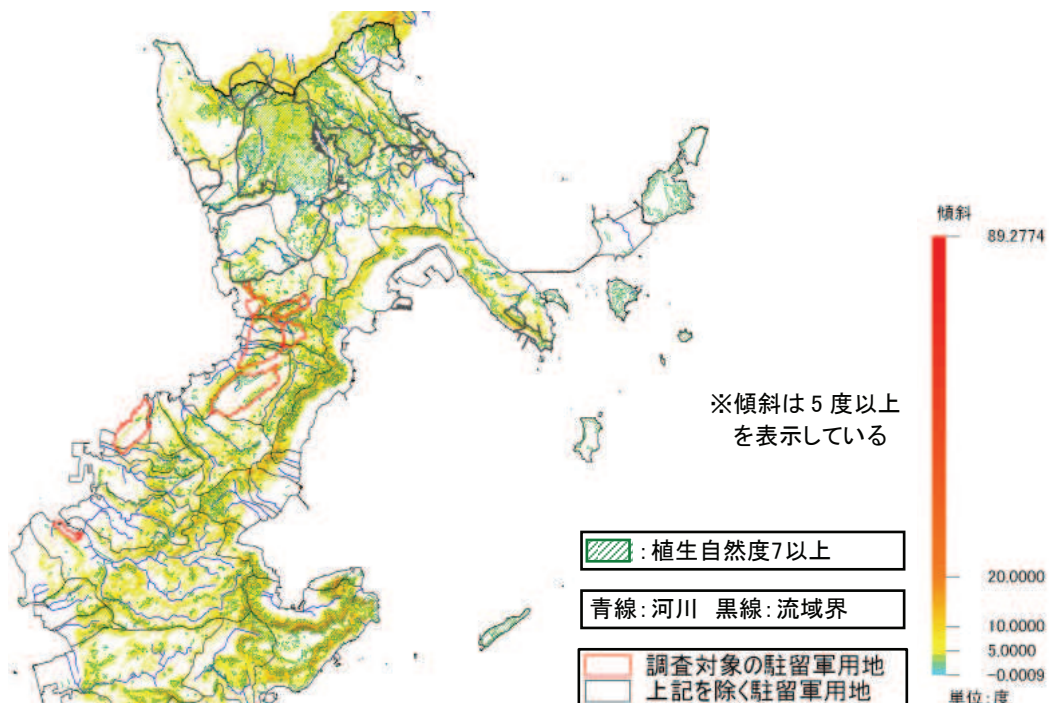 傾斜
89.2774
※傾斜は5度以上
を表示している
:植生自然度7以上
20.0000
青線:河川 黒線:流域界
10.0000
5.0000
-0.0009
調査対象の駐留軍用地
上記を除く駐留軍用地
単位:度